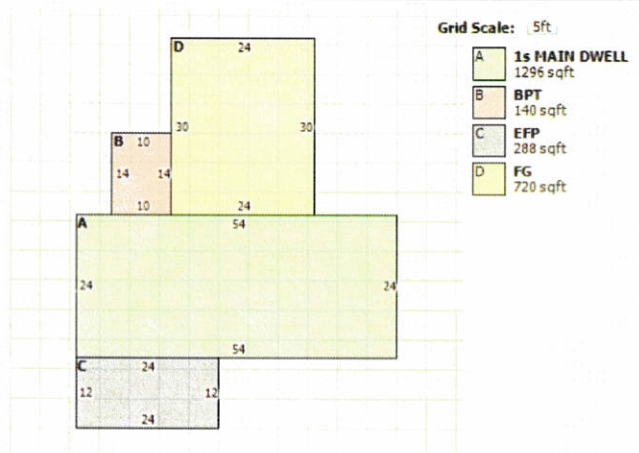 Grid Scale: 5ft
A 1s MAIN DWELL
1296 sqft
B BPT
140 sqft
C EFP
288 sqft
D FG
720 sqft
D 24
30 30
B 10
14 14
10 24
A 54
24 24
54
C 24
12 12
24